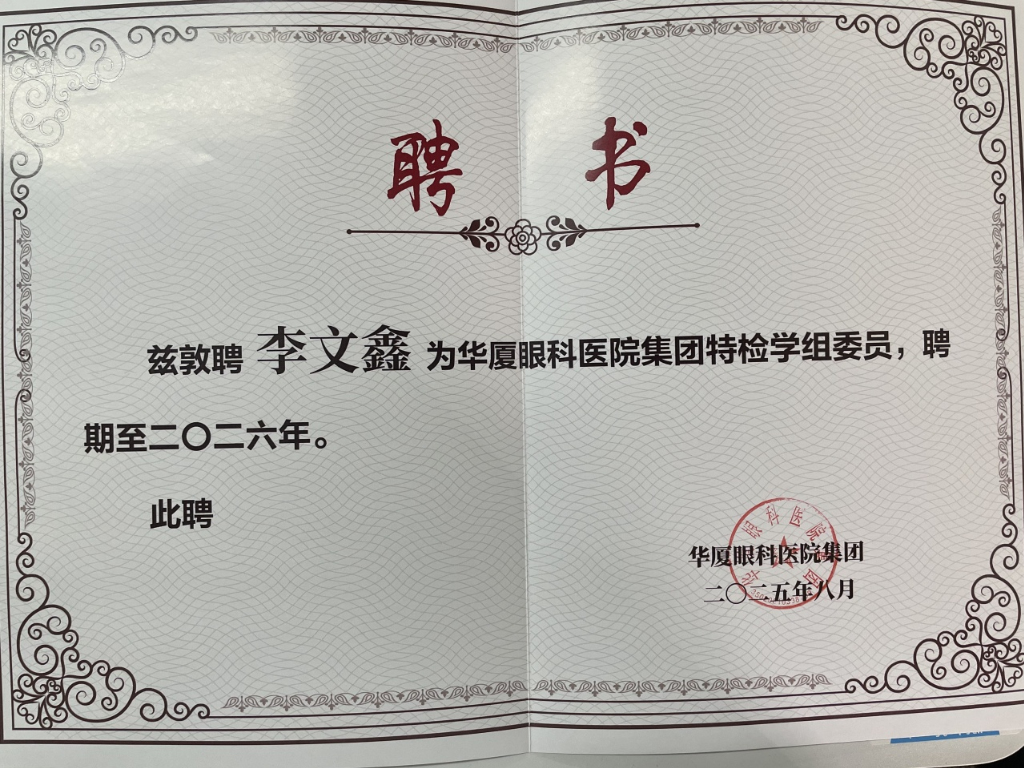 聘 书
兹敦聘 李文鑫 为华厦眼科医院集团特检学组委员，聘
期至二〇二六年。
此聘
华厦眼科医院集团
二〇二五年八月